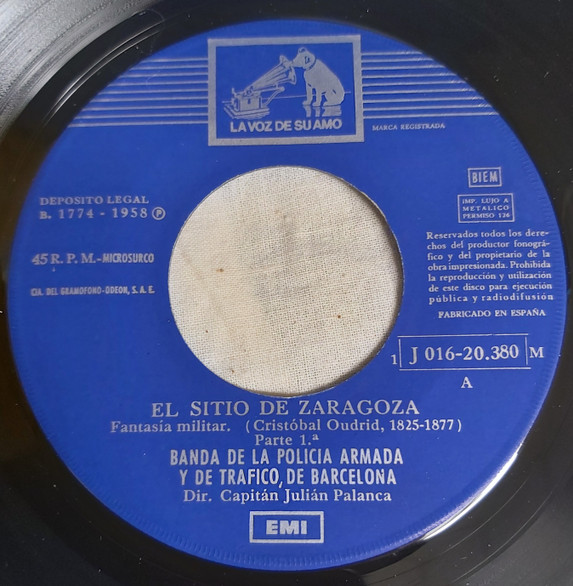 LA VOZ DE SU AMO
MARCA REGISTRADA
DEPOSITO LEGAL
B. 1774 - 1958 Ⓟ
45 R. P. M.-MICROSURCO
CIA. DEL GRAMOFONO-ODEON, S. A. E.
BIEM
IMP. LUJO A
METALICO
PERMISO 126
Reservados todos los dere-
chos del productor fonográ-
fico y del propietario de la
obra impresionada. Prohibida
la reproducción y utilización
de este disco para ejecución
pública y radiodifusión
FABRICADO EN ESPAÑA
1 J 016-20.380 M
A
EL SITIO DE ZARAGOZA
Fantasía militar. (Cristóbal Oudrid, 1825-1877)
Parte 1.ª
BANDA DE LA POLICIA ARMADA
Y DE TRAFICO, DE BARCELONA
Dir. Capitán Julián Palanca
EMI